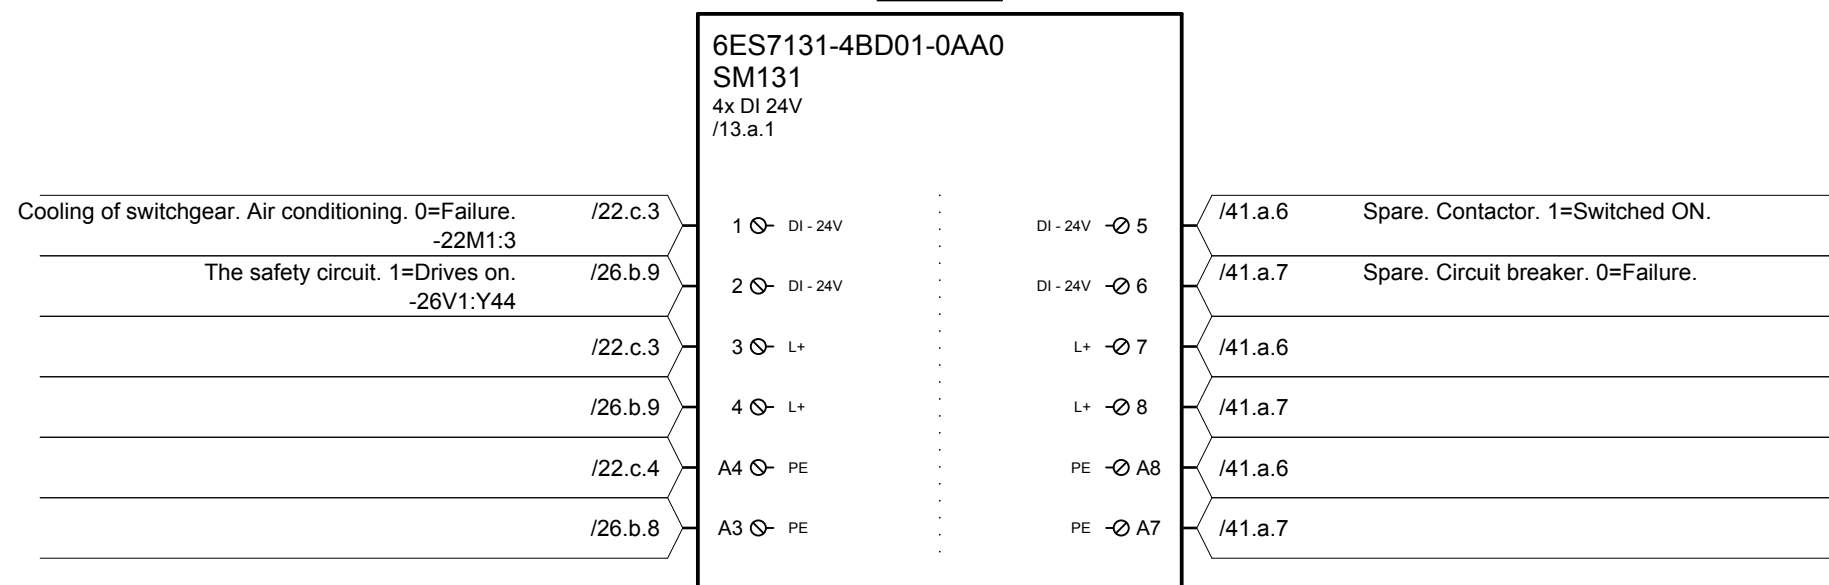 6ES7131-4BD01-0AA0
SM131
4x DI 24V
/13.a.1
Cooling of switchgear. Air conditioning. 0=Failure. /22.c.3 1 DI - 24V DI - 24V 5 /41.a.6 Spare. Contactor. 1=Switched ON.
-22M1:3
The safety circuit. 1=Drives on. /26.b.9 2 DI - 24V DI - 24V 6 /41.a.7 Spare. Circuit breaker. 0=Failure.
-26V1:Y44
/22.c.3 3 L+ L+ 7 /41.a.6
/26.b.9 4 L+ L+ 8 /41.a.7
/22.c.4 A4 PE PE A8 /41.a.6
/26.b.8 A3 PE PE A7 /41.a.7